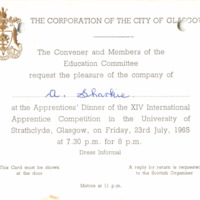 THE CORPORATION OF THE CITY OF GLASGOW
The Convener and Members of the
Education Committee
request the pleasure of the company of
A. Sharkie
at the Apprentices' Dinner of the XIV International
Apprentice Competition in the University of
Strathclyde, Glasgow, on Friday, 23rd July, 1965
at 7.30 p.m. for 8 p.m.
Dress Informal
This Card must be shown
at the door
A reply is requested
to the Scottish Organiser
Motors at 11 p.m.